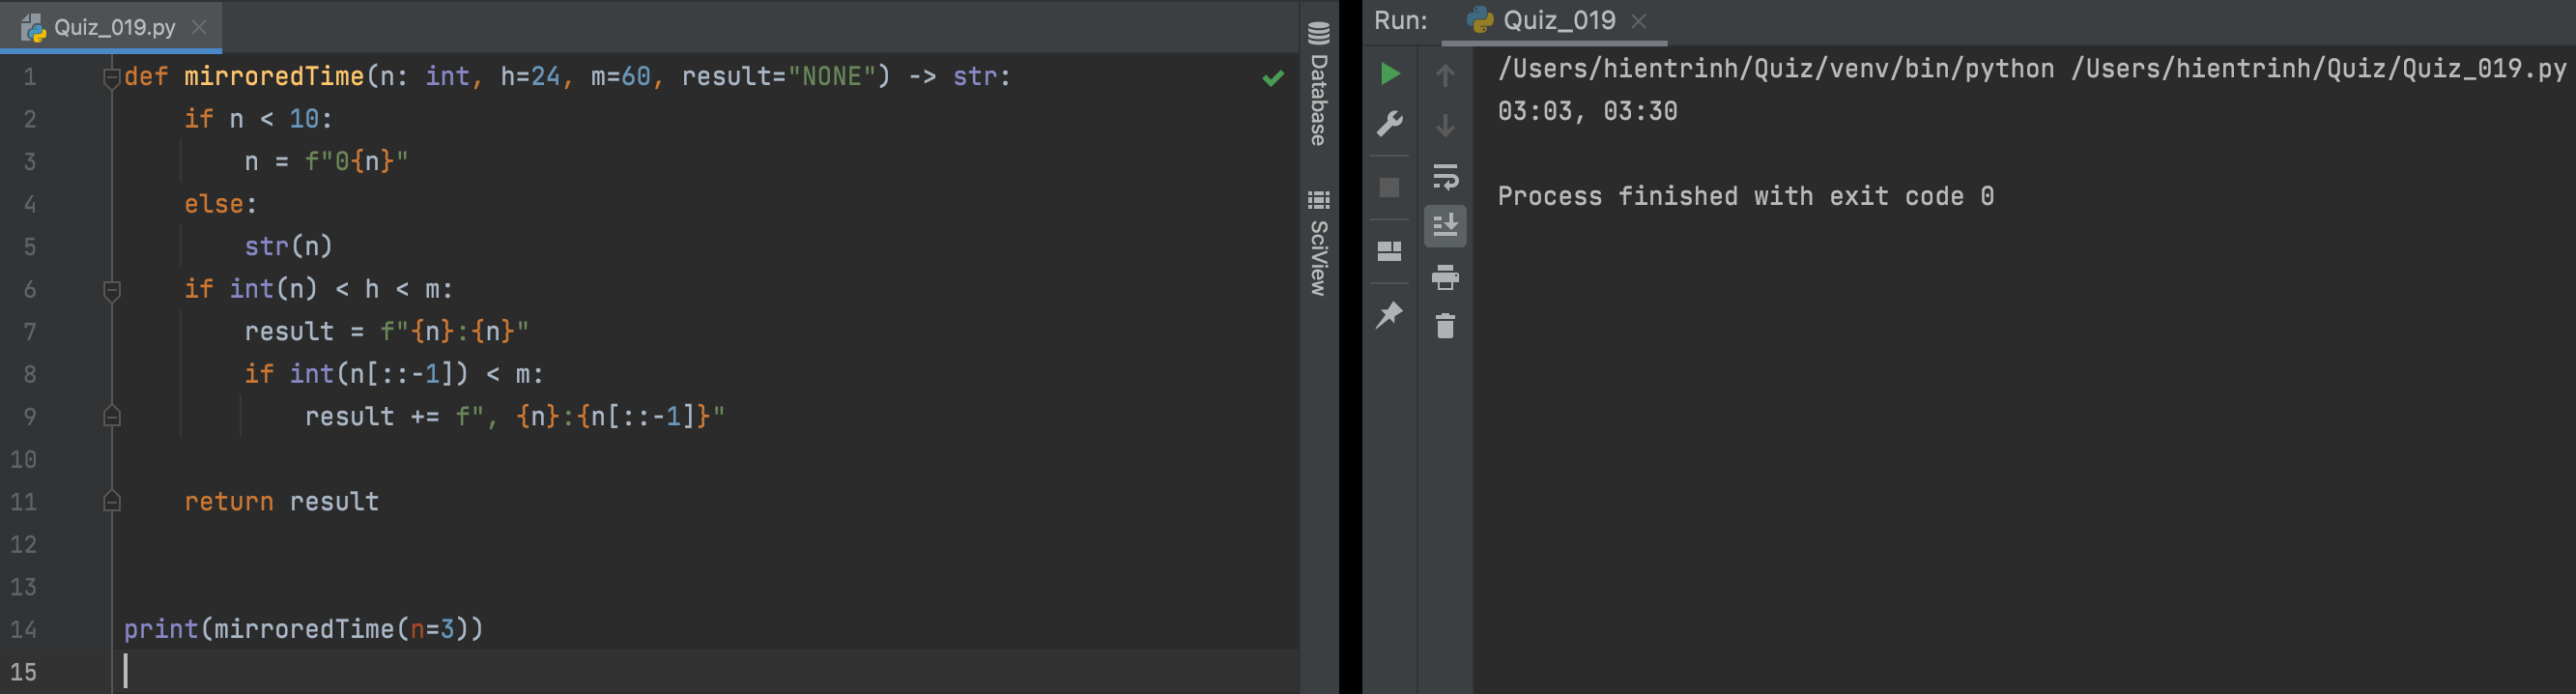 Quiz_019.py
1 def mirroredTime(n: int, h=24, m=60, result="NONE") -> str:
2     if n < 10:
3         n = f"0{n}"
4     else:
5         str(n)
6     if int(n) < h < m:
7         result = f"{n}:{n}"
8         if int(n[::-1]) < m:
9             result += f", {n}:{n[::-1]}"
10
11     return result
12
13
14 print(mirroredTime(n=3))
15
Database
SciView
Run: Quiz_019
/Users/hientrinh/Quiz/venv/bin/python /Users/hientrinh/Quiz/Quiz_019.py
03:03, 03:30
Process finished with exit code 0